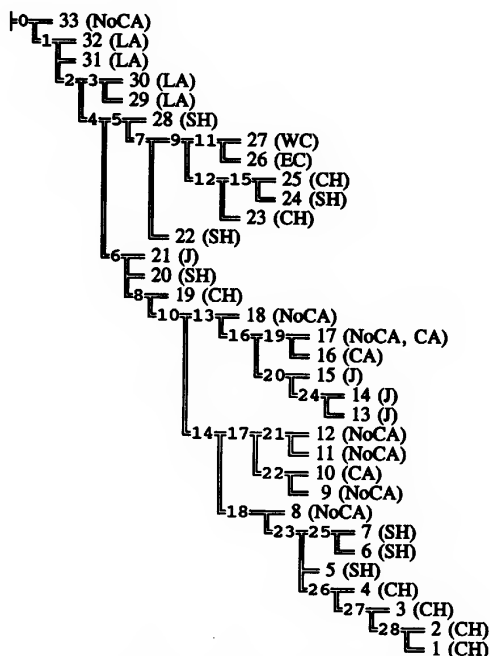 0 33 (NoCA)
1 32 (LA)
31 (LA)
2 3 30 (LA)
29 (LA)
4 5 28 (SH)
7 9 11 27 (WC)
26 (EC)
12 15 25 (CH)
24 (SH)
23 (CH)
22 (SH)
6 21 (J)
20 (SH)
8 19 (CH)
10 13 18 (NoCA)
16 19 17 (NoCA, CA)
16 (CA)
20 15 (J)
24 14 (J)
13 (J)
14 17 21 12 (NoCA)
11 (NoCA)
22 10 (CA)
9 (NoCA)
18 8 (NoCA)
23 25 7 (SH)
6 (SH)
5 (SH)
26 4 (CH)
27 3 (CH)
28 2 (CH)
1 (CH)